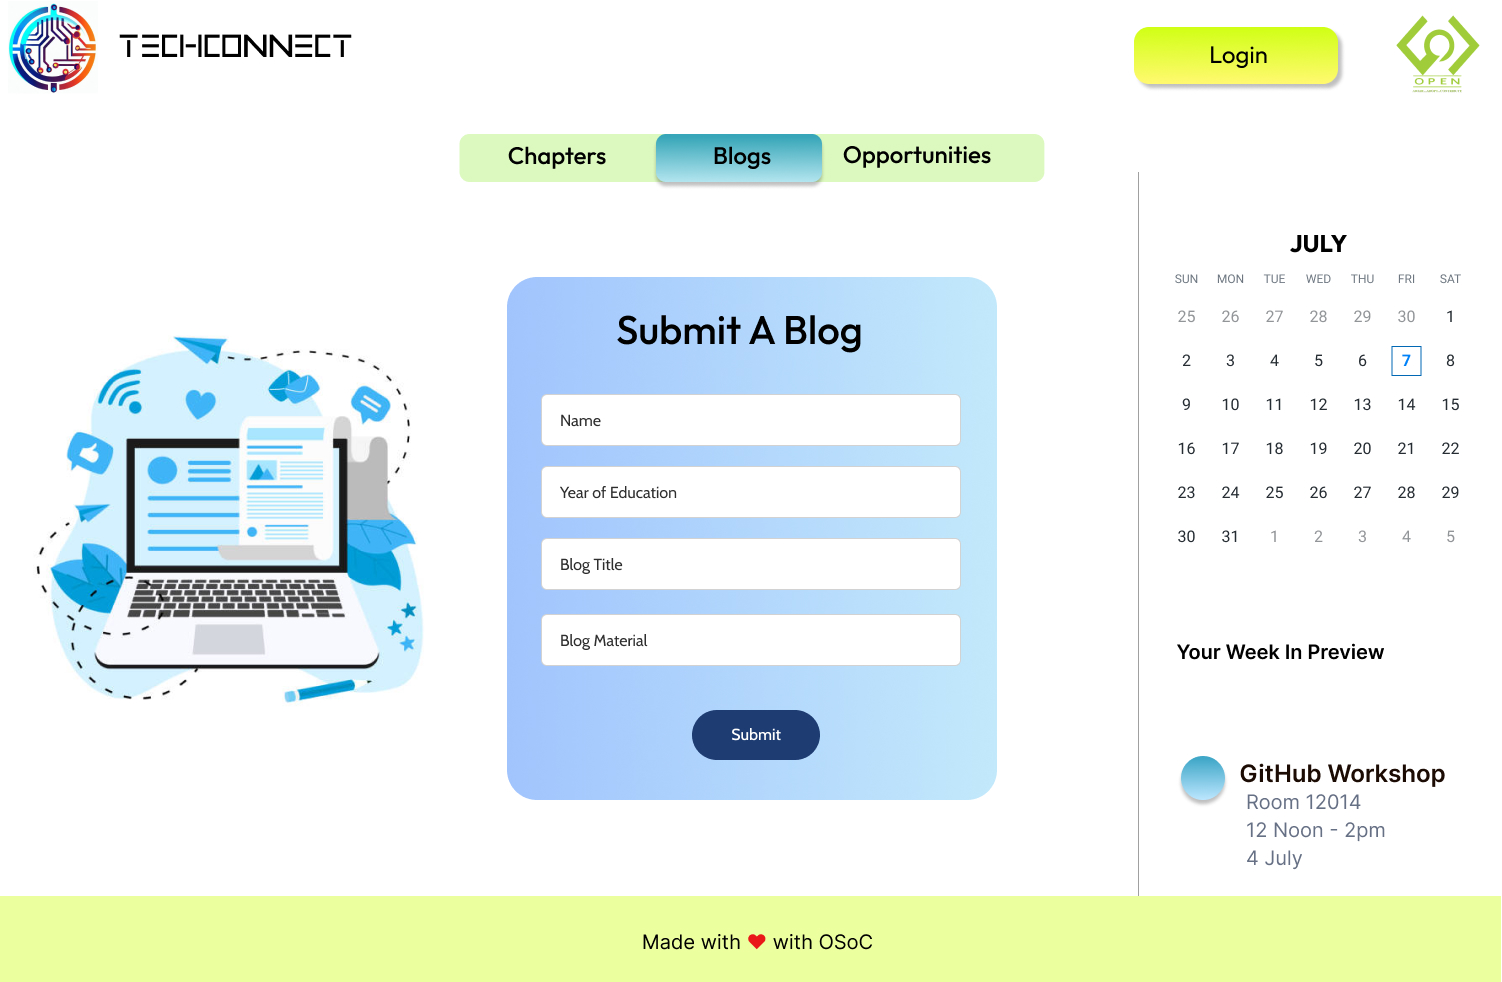 TECH-ICONNECT
Login
OPEN
Chapters Blogs Opportunities
Submit A Blog
Name
Year of Education
Blog Title
Blog Material
Submit
JULY
SUN MON TUE WED THU FRI SAT
25 26 27 28 29 30 1
2 3 4 5 6 7 8
9 10 11 12 13 14 15
16 17 18 19 20 21 22
23 24 25 26 27 28 29
30 31 1 2 3 4 5
Your Week In Preview
GitHub Workshop
Room 12014
12 Noon - 2pm
4 July
Made with ❤ with OSoC